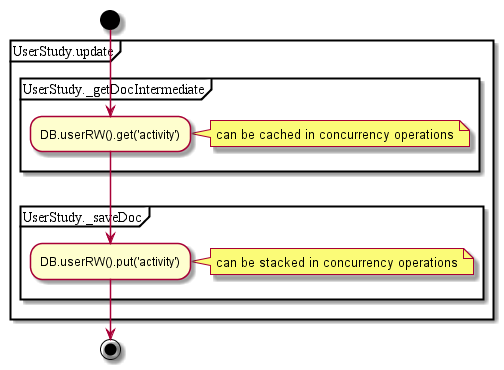 UserStudy.update
UserStudy._getDocIntermediate
DB.userRW().get('activity')
can be cached in concurrency operations
UserStudy._saveDoc
DB.userRW().put('activity')
can be stacked in concurrency operations